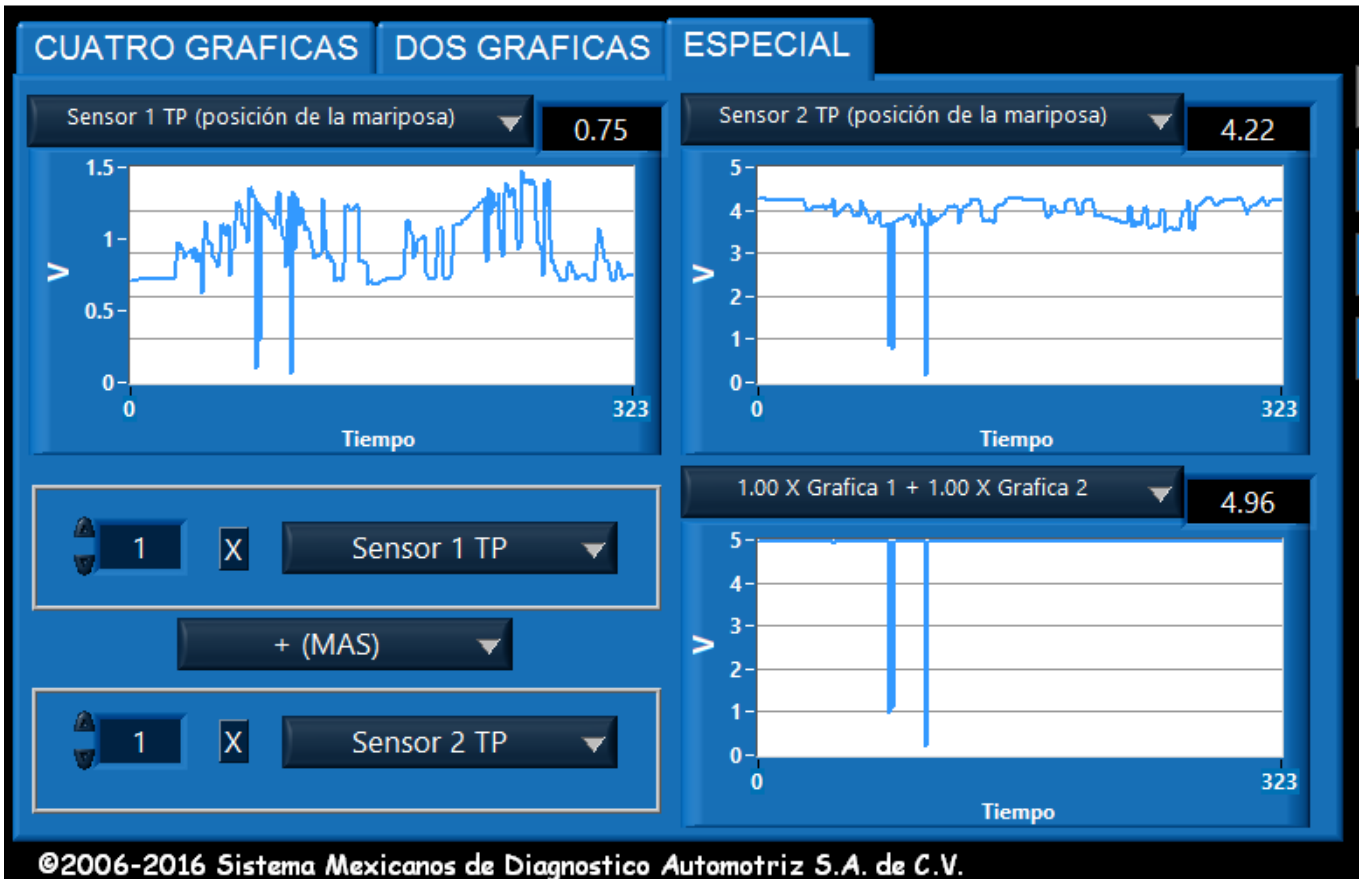 CUATRO GRAFICAS DOS GRAFICAS ESPECIAL
Sensor 1 TP (posición de la mariposa) 0.75
1.5
1
0.5
0
V
0 323
Tiempo
Sensor 2 TP (posición de la mariposa) 4.22
5
4
3
2
1
0
V
0 323
Tiempo
1 X Sensor 1 TP
+ (MAS)
1 X Sensor 2 TP
1.00 X Grafica 1 + 1.00 X Grafica 2 4.96
5
4
3
2
1
0
V
0 323
Tiempo
©2006-2016 Sistema Mexicanos de Diagnostico Automotriz S.A. de C.V.